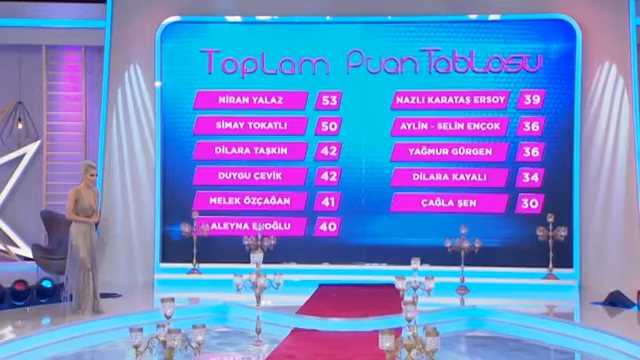 Toplam Puan Tablosu
NİRAN YALAZ 53
SİMAY TOKATLI 50
DİLARA TAŞKIN 42
DUYGU ÇEVİK 42
MELEK ÖZÇAĞAN 41
ALEYNA EROĞLU 40
NAZLI KARATAŞ ERSOY 39
AYLİN - SELİN ENÇOK 36
YAĞMUR GÜRGEN 36
DİLARA KAYALI 34
ÇAĞLA ŞEN 30